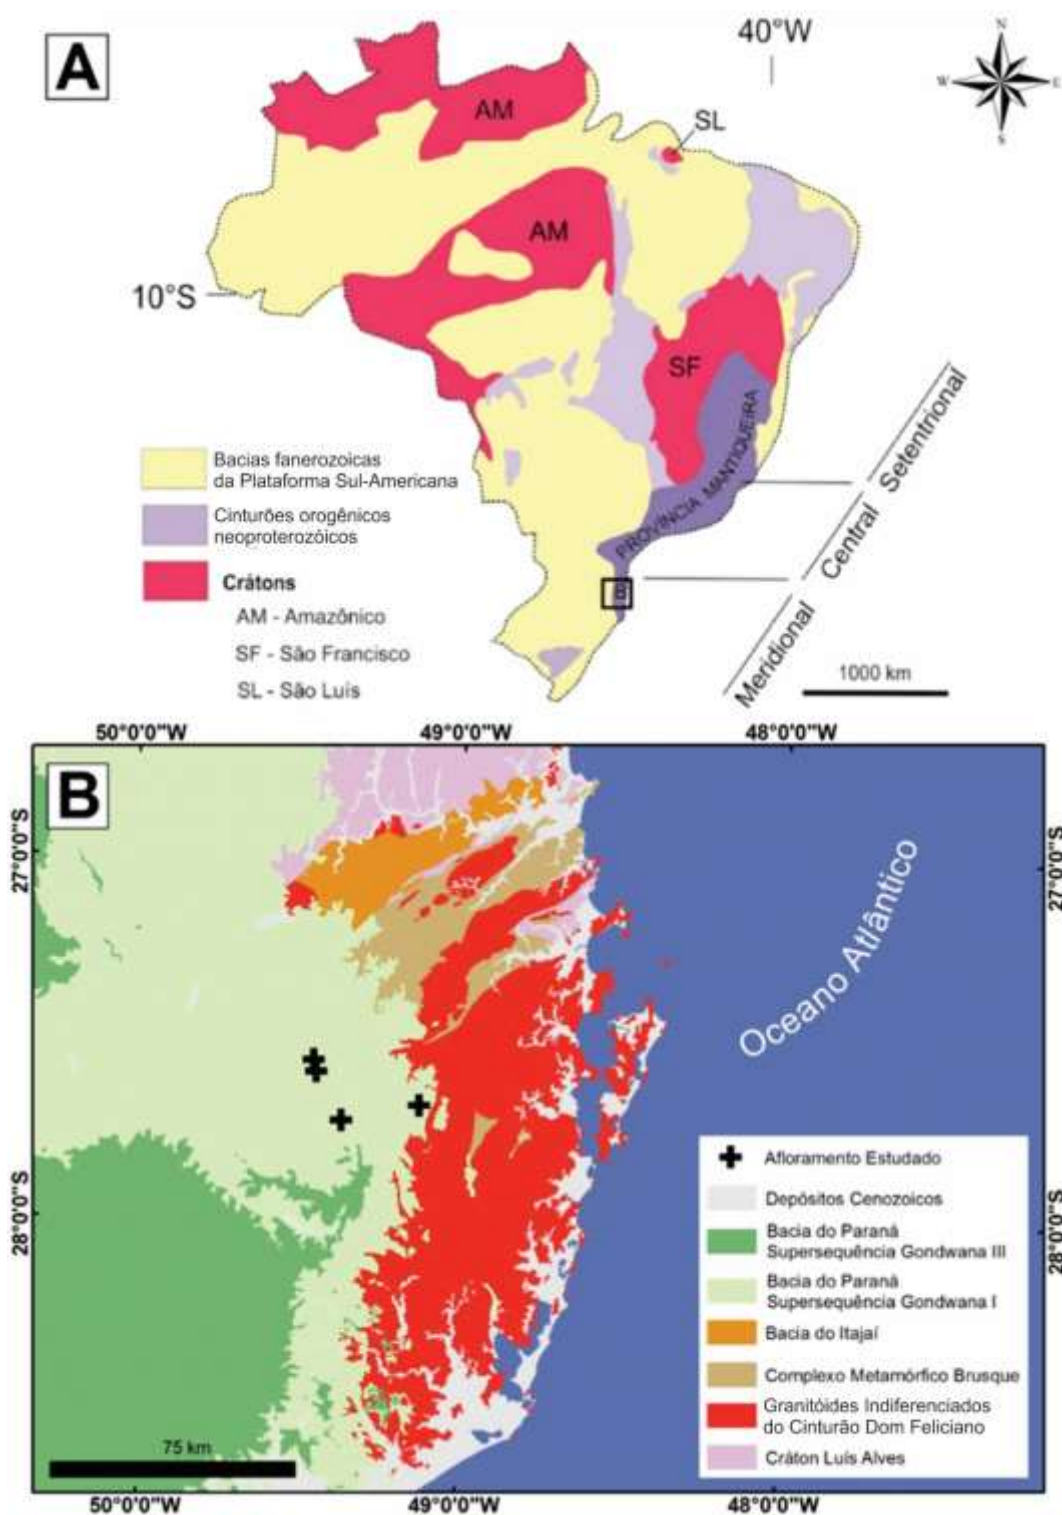 A
40°W
N
W
E
S
AM
SL
AM
10°S
SF
PROVÍNCIA MANTIQUEIRA
Setentrional
Central
Meridional
Bacias fanerozoicas
da Plataforma Sul-Americana
Cinturões orogênicos
neoproterozóicos
Crátons
AM - Amazônico
SF - São Francisco
SL - São Luís
B
1000 km
50°0'0"W
49°0'0"W
48°0'0"W
B
27°0'0"S
27°0'0"S
Oceano Atlântico
28°0'0"S
28°0'0"S
Afloramento Estudado
Depósitos Cenozoicos
Bacia do Paraná
Supersequência Gondwana III
Bacia do Paraná
Supersequência Gondwana I
Bacia do Itajaí
Complexo Metamórfico Brusque
Granitóides Indiferenciados
do Cinturão Dom Feliciano
Cráton Luís Alves
75 km
50°0'0"W
49°0'0"W
48°0'0"W